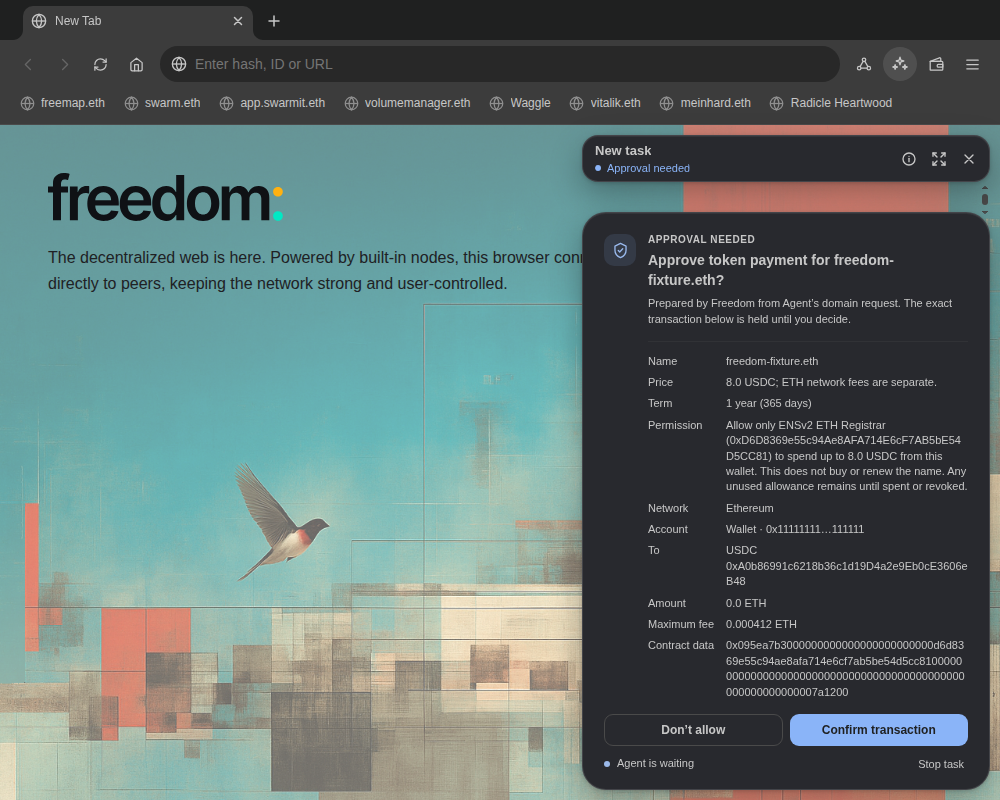 New Tab
Enter hash, ID or URL
freemap.eth swarm.eth app.swarmit.eth volumemanager.eth Waggle vitalik.eth meinhard.eth Radicle Heartwood
freedom:
The decentralized web is here. Powered by built-in nodes, this browser
directly to peers, keeping the network strong and user-controlled.
New task
Approval needed
APPROVAL NEEDED
Approve token payment for freedom-
fixture.eth?
Prepared by Freedom from Agent's domain request. The exact
transaction below is held until you decide.
Name freedom-fixture.eth
Price 8.0 USDC; ETH network fees are separate.
Term 1 year (365 days)
Permission Allow only ENSv2 ETH Registrar
(0xD6D8369e55c94Ae8AFA714E6cF7AB5bE54
D5CC81) to spend up to 8.0 USDC from this
wallet. This does not buy or renew the name. Any
unused allowance remains until spent or revoked.
Network Ethereum
Account Wallet · 0x11111111…111111
To USDC
0xA0b86991c6218b36c1d19D4a2e9Eb0cE3606e
B48
Amount 0.0 ETH
Maximum fee 0.000412 ETH
Contract data 0x095ea7b3000000000000000000000000d6d83
69e55c94ae8afa714e6cf7ab5be54d5cc8100000
0000000000000000000000000000000000000000
000000000000007a1200
Don't allow Confirm transaction
Agent is waiting Stop task